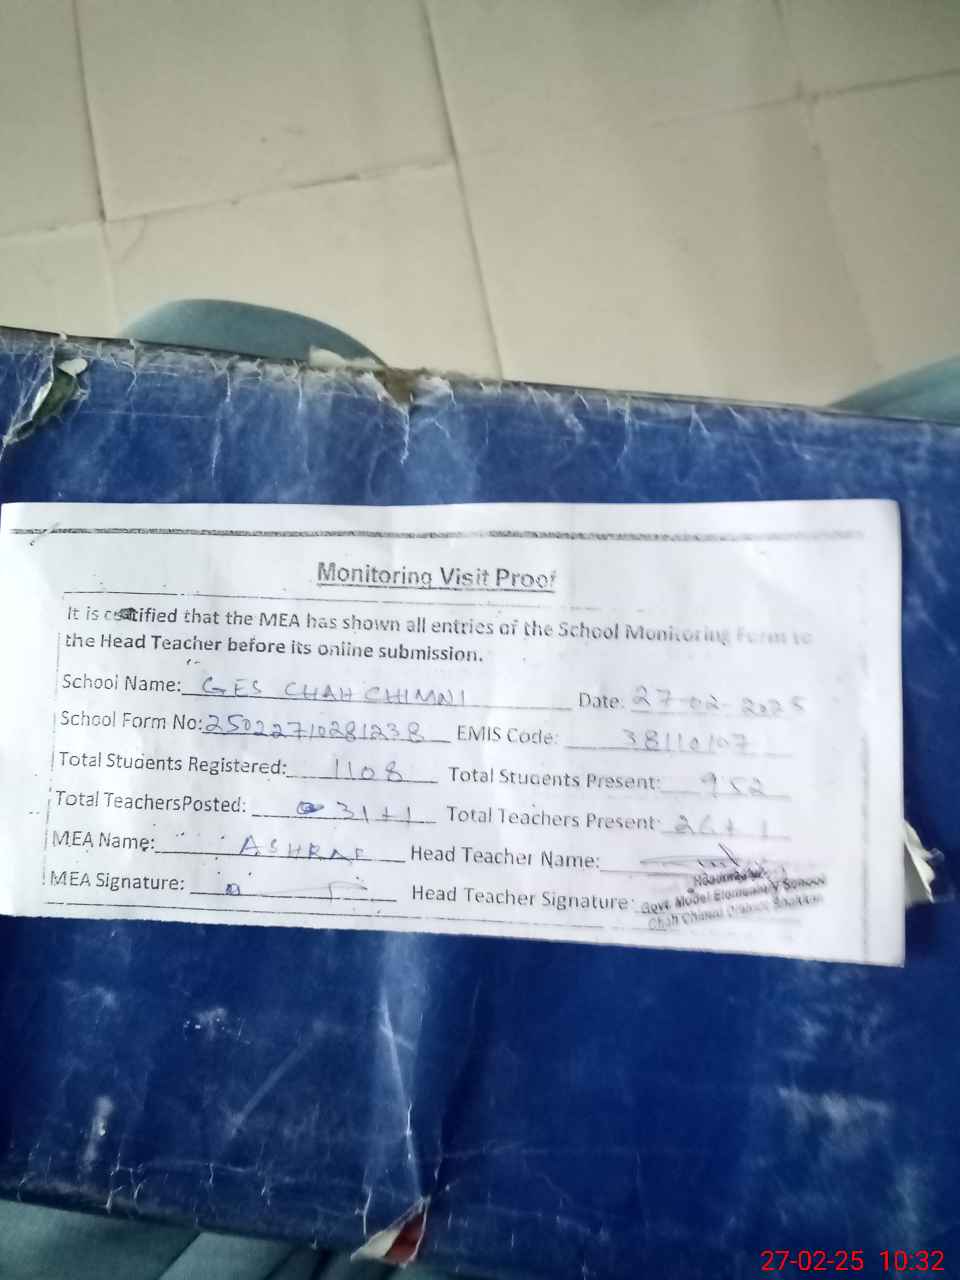 Monitoring Visit Proof
It is certified that the MEA has shown all entries of the School Monitoring Form to
the Head Teacher before its online submission.
School Name: GES CHAH CHIMNI Date: 27-02-2025
School Form No: 25022710281238 EMIS Code: 38110107
Total Students Registered: 1108 Total Students Present: 952
Total TeachersPosted: 31+1 Total Teachers Present: 26+1
MEA Name: ASHRAF Head Teacher Name:
MEA Signature: Head Teacher Signature:
Govt. Model Elementary School
27-02-25 10:32